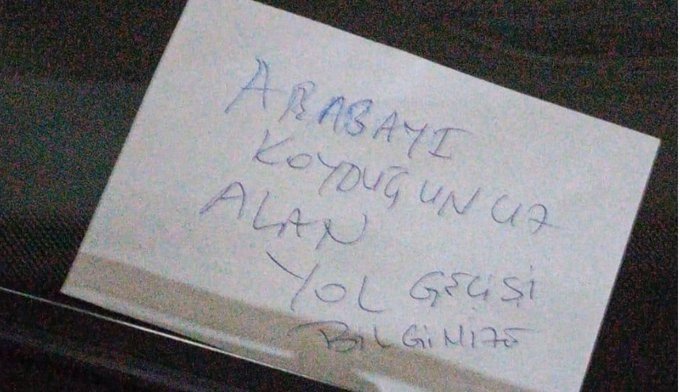 ARABAYI
KOYDUĞUNUZ
ALAN
YOL GEÇİŞİ
BİLGİNİZE